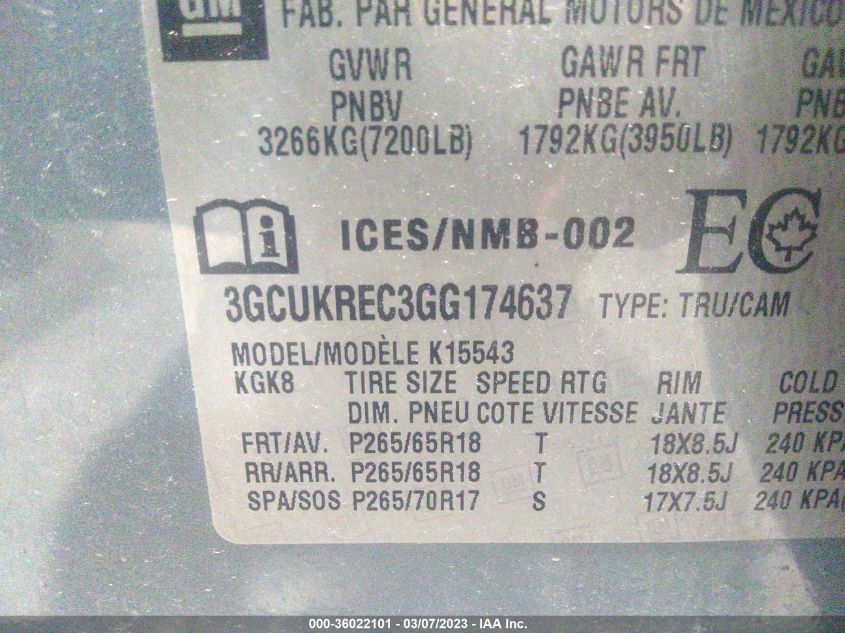 GM
FAB. PAR GENERAL MOTORS DE MEXICO
GVWR GAWR FRT
PNBV PNBE AV.
3266KG(7200LB) 1792KG(3950LB) 1792KG
ICES/NMB-002 EC
3GCUKREC3GG174637 TYPE: TRU/CAM
MODEL/MODÈLE K15543
KGK8 TIRE SIZE SPEED RTG RIM COLD
DIM. PNEU COTE VITESSE JANTE PRESS
FRT/AV. P265/65R18 T 18X8.5J 240 KPA
RR/ARR. P265/65R18 T 18X8.5J 240 KPA
SPA/SOS P265/70R17 S 17X7.5J 240 KPA(
000-36022101 - 03/07/2023 - IAA Inc.